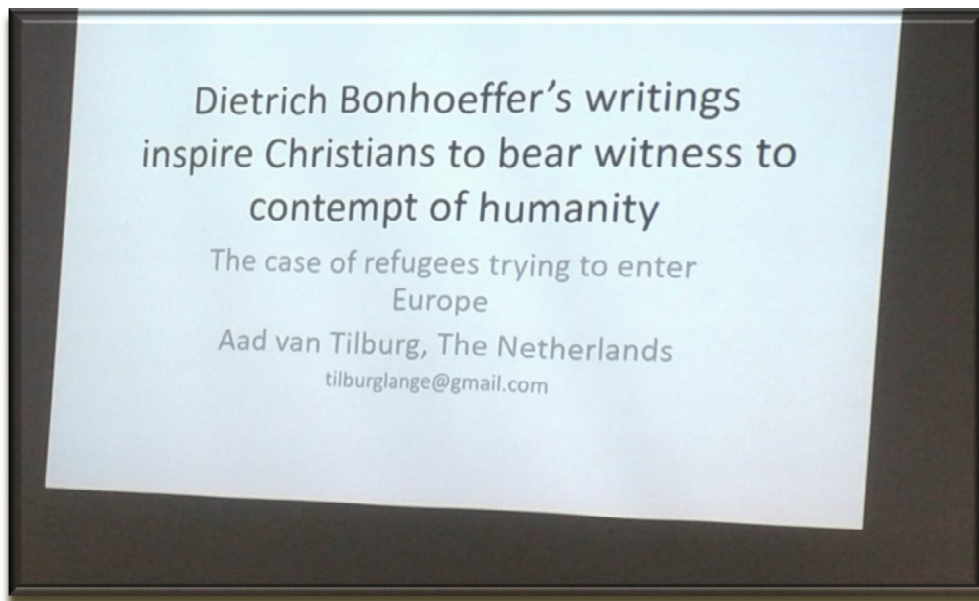 Dietrich Bonhoeffer's writings
inspire Christians to bear witness to
contempt of humanity
The case of refugees trying to enter
Europe
Aad van Tilburg, The Netherlands
tilburglange@gmail.com